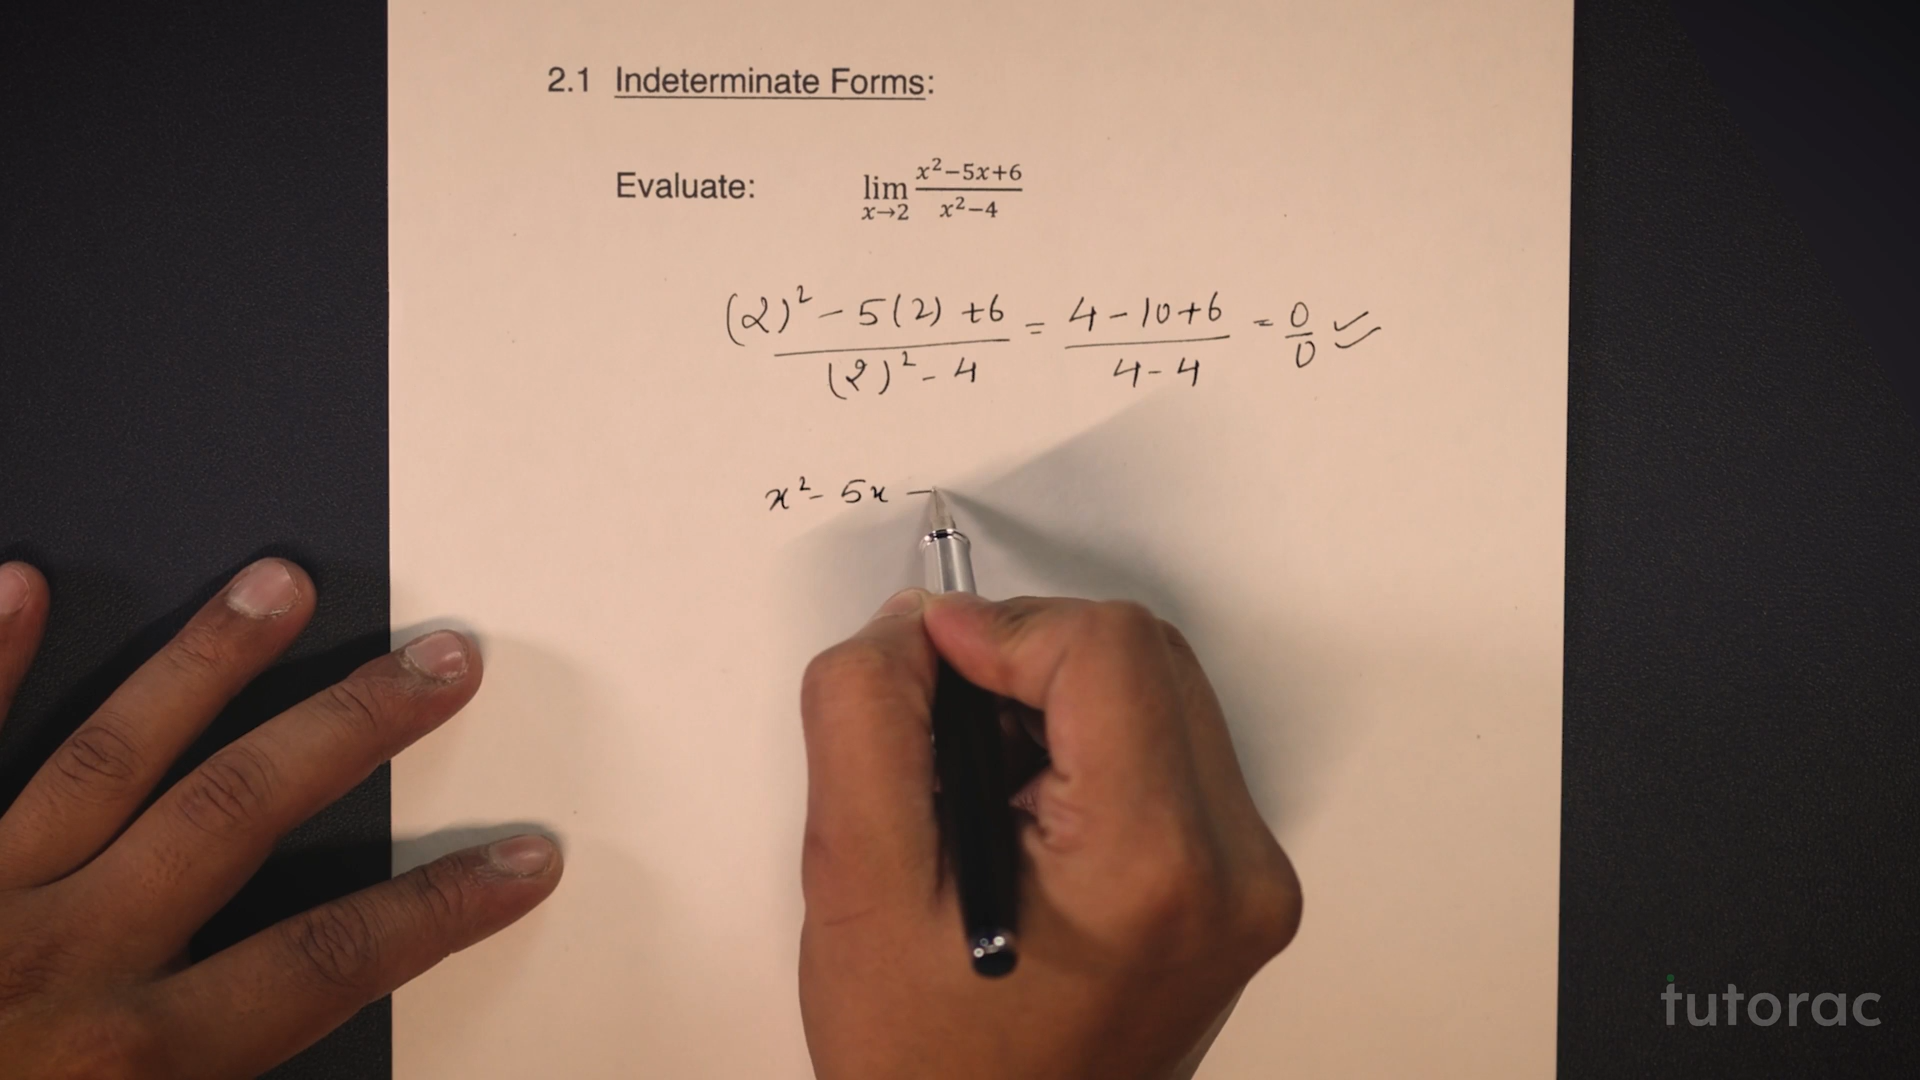 2.1 Indeterminate Forms:
Evaluate: lim x→2 x²−5x+6 / x²−4
(2)² − 5(2) +6 / (2)² − 4 = 4 − 10 + 6 / 4 − 4 = 0/0
x² − 5x −
tutorac